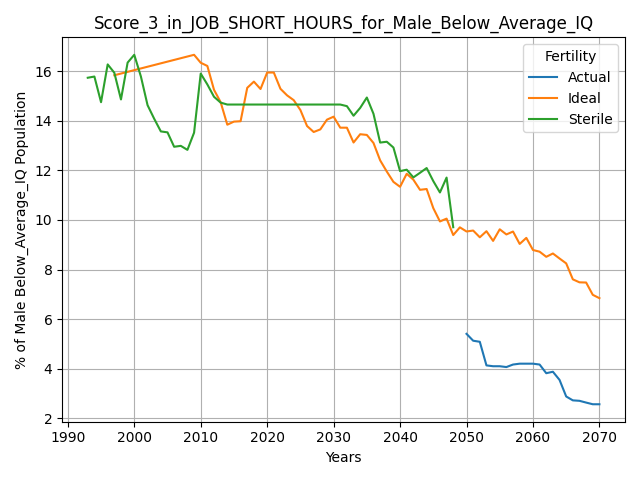 Score_3_in_JOB_SHORT_HOURS_for_Male_Below_Average_IQ
% of Male Below_Average_IQ Population
16
14
12
10
8
6
4
2
Fertility
Actual
Ideal
Sterile
1990 2000 2010 2020 2030 2040 2050 2060 2070
Years